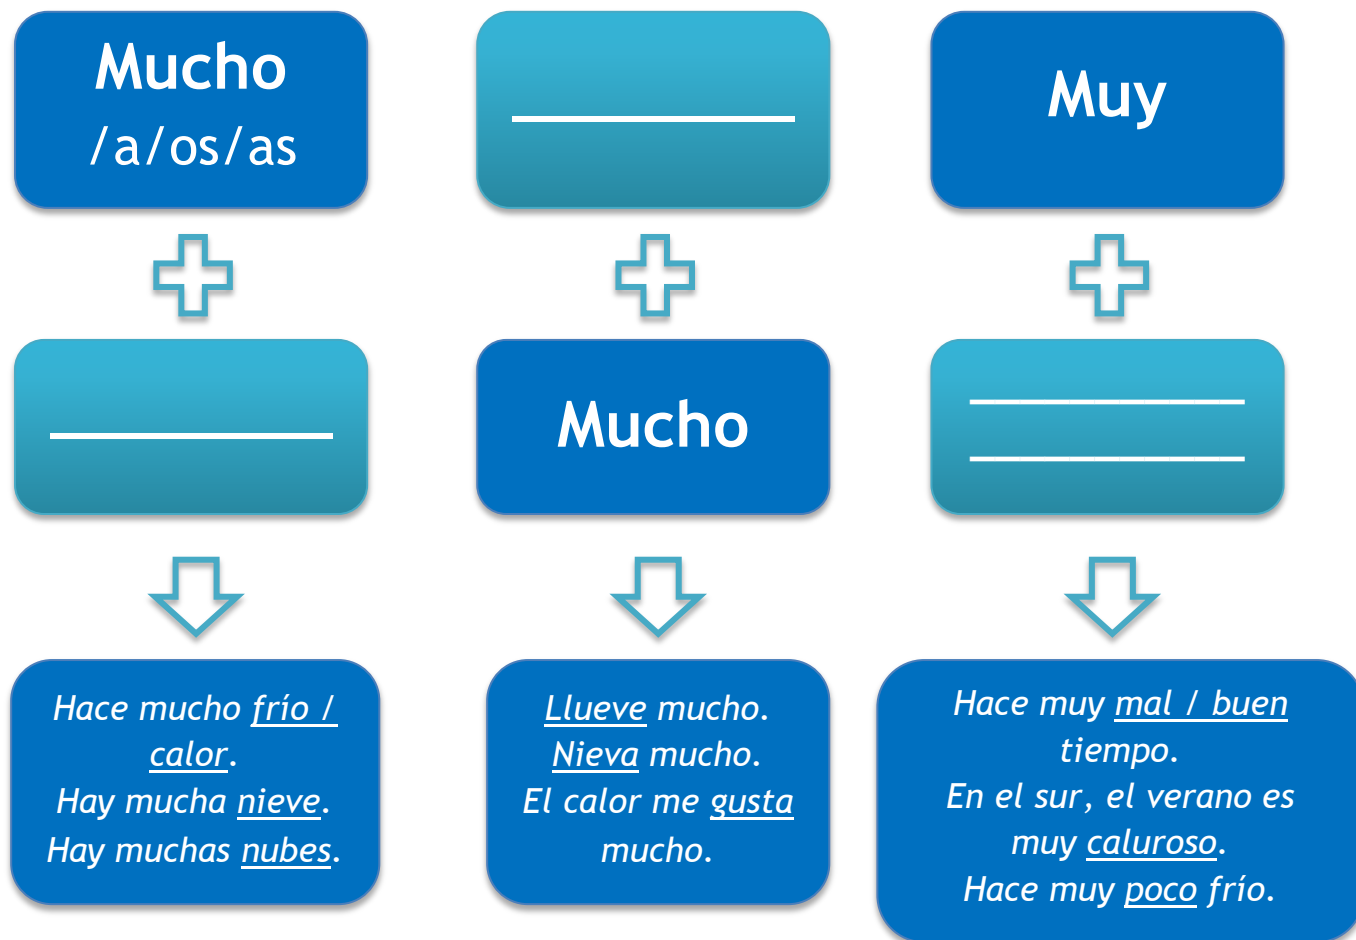 Mucho
/a/os/as
Muy
Mucho
Hace mucho frío /
calor.
Hay mucha nieve.
Hay muchas nubes.
Llueve mucho.
Nieva mucho.
El calor me gusta
mucho.
Hace muy mal / buen
tiempo.
En el sur, el verano es
muy caluroso.
Hace muy poco frío.